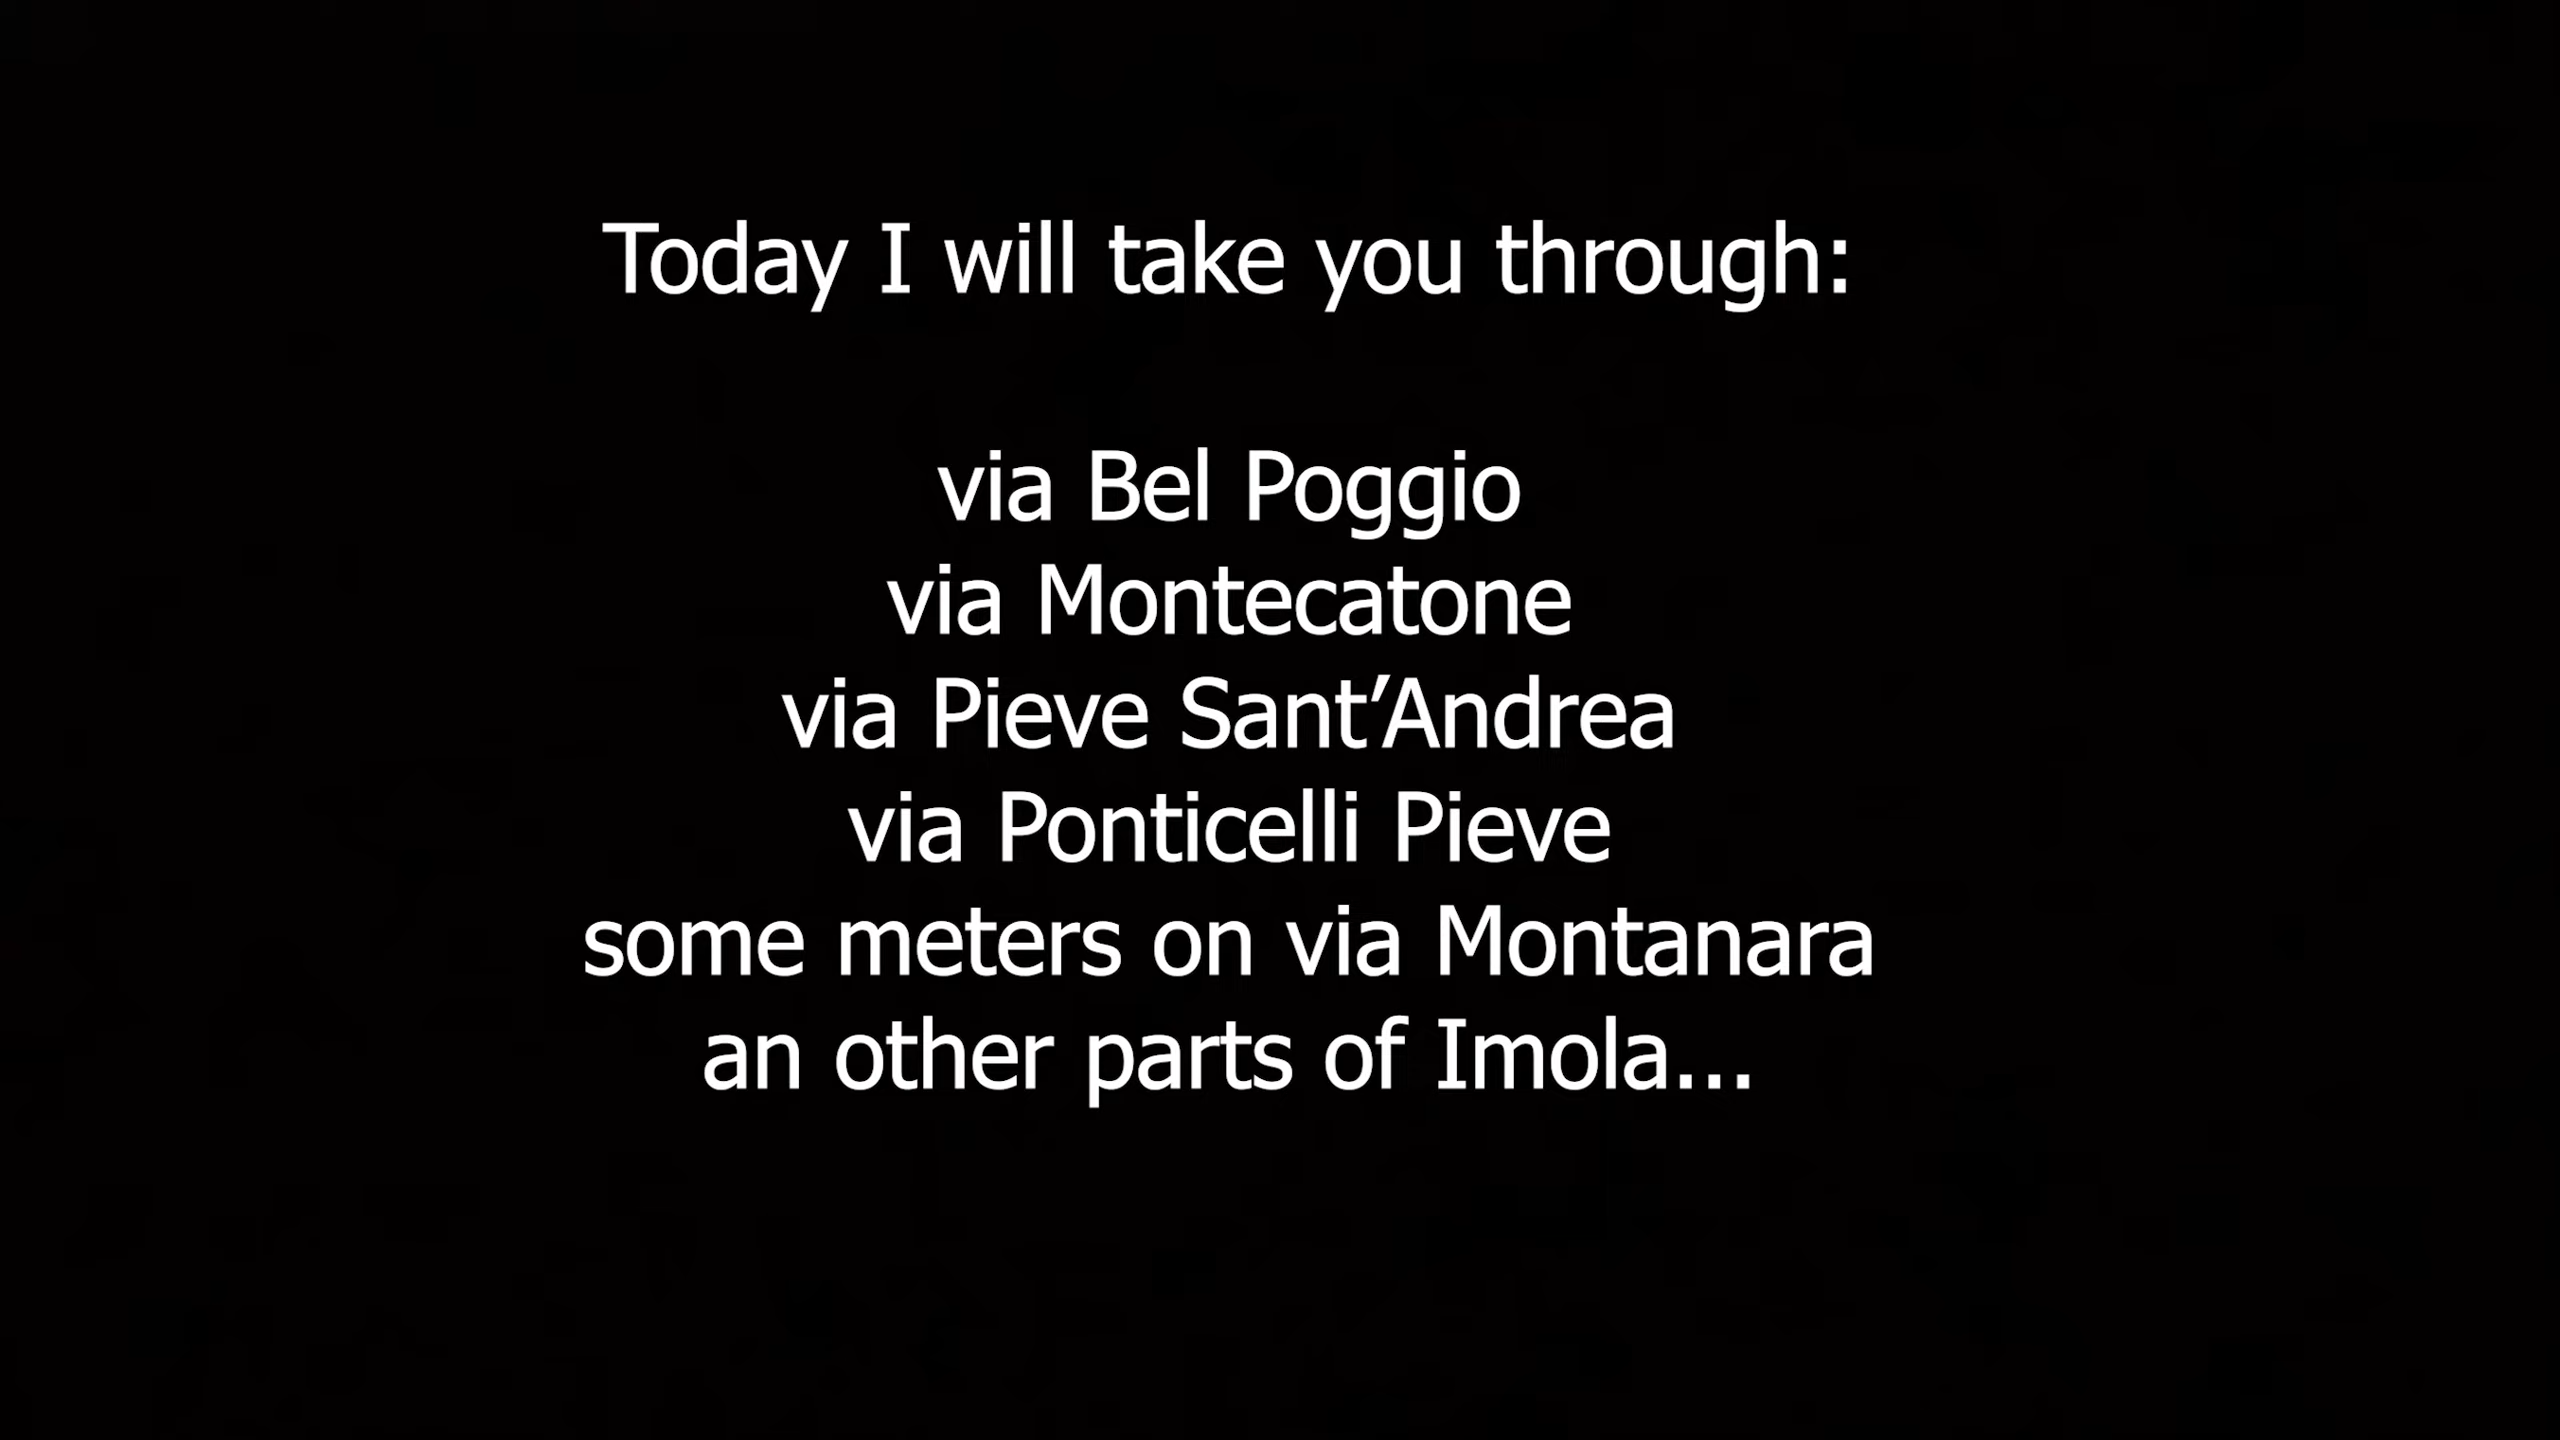 Today I will take you through:
via Bel Poggio
via Montecatone
via Pieve Sant’Andrea
via Ponticelli Pieve
some meters on via Montanara
an other parts of Imola...